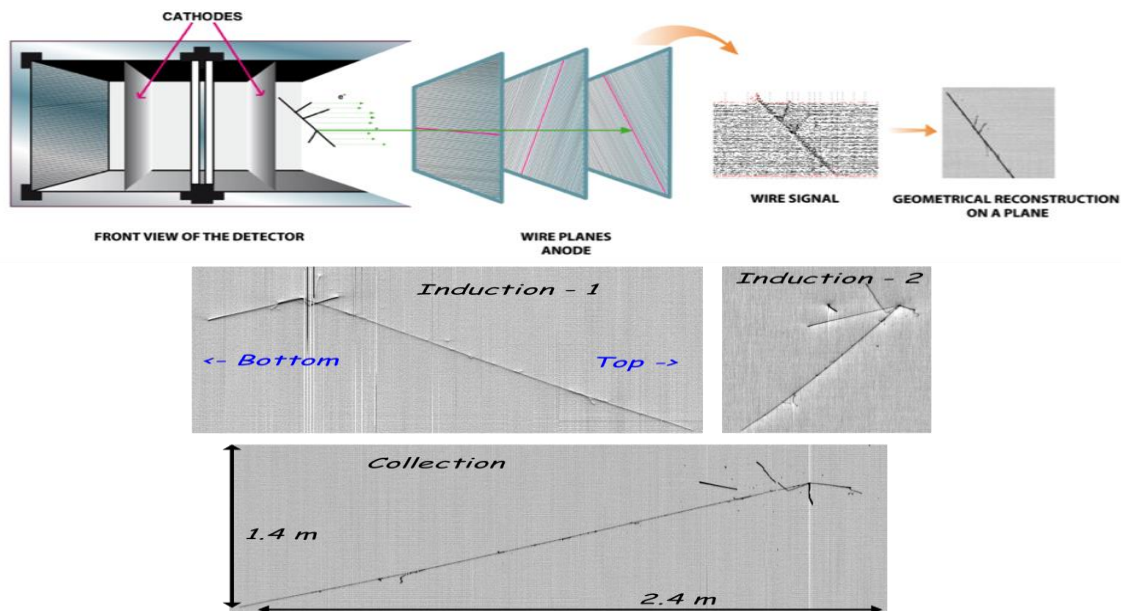 CATHODES
e⁻
FRONT VIEW OF THE DETECTOR
WIRE PLANES
ANODE
WIRE SIGNAL
GEOMETRICAL RECONSTRUCTION
ON A PLANE
Induction - 1
<- Bottom
Top ->
Induction - 2
Collection
1.4 m
2.4 m